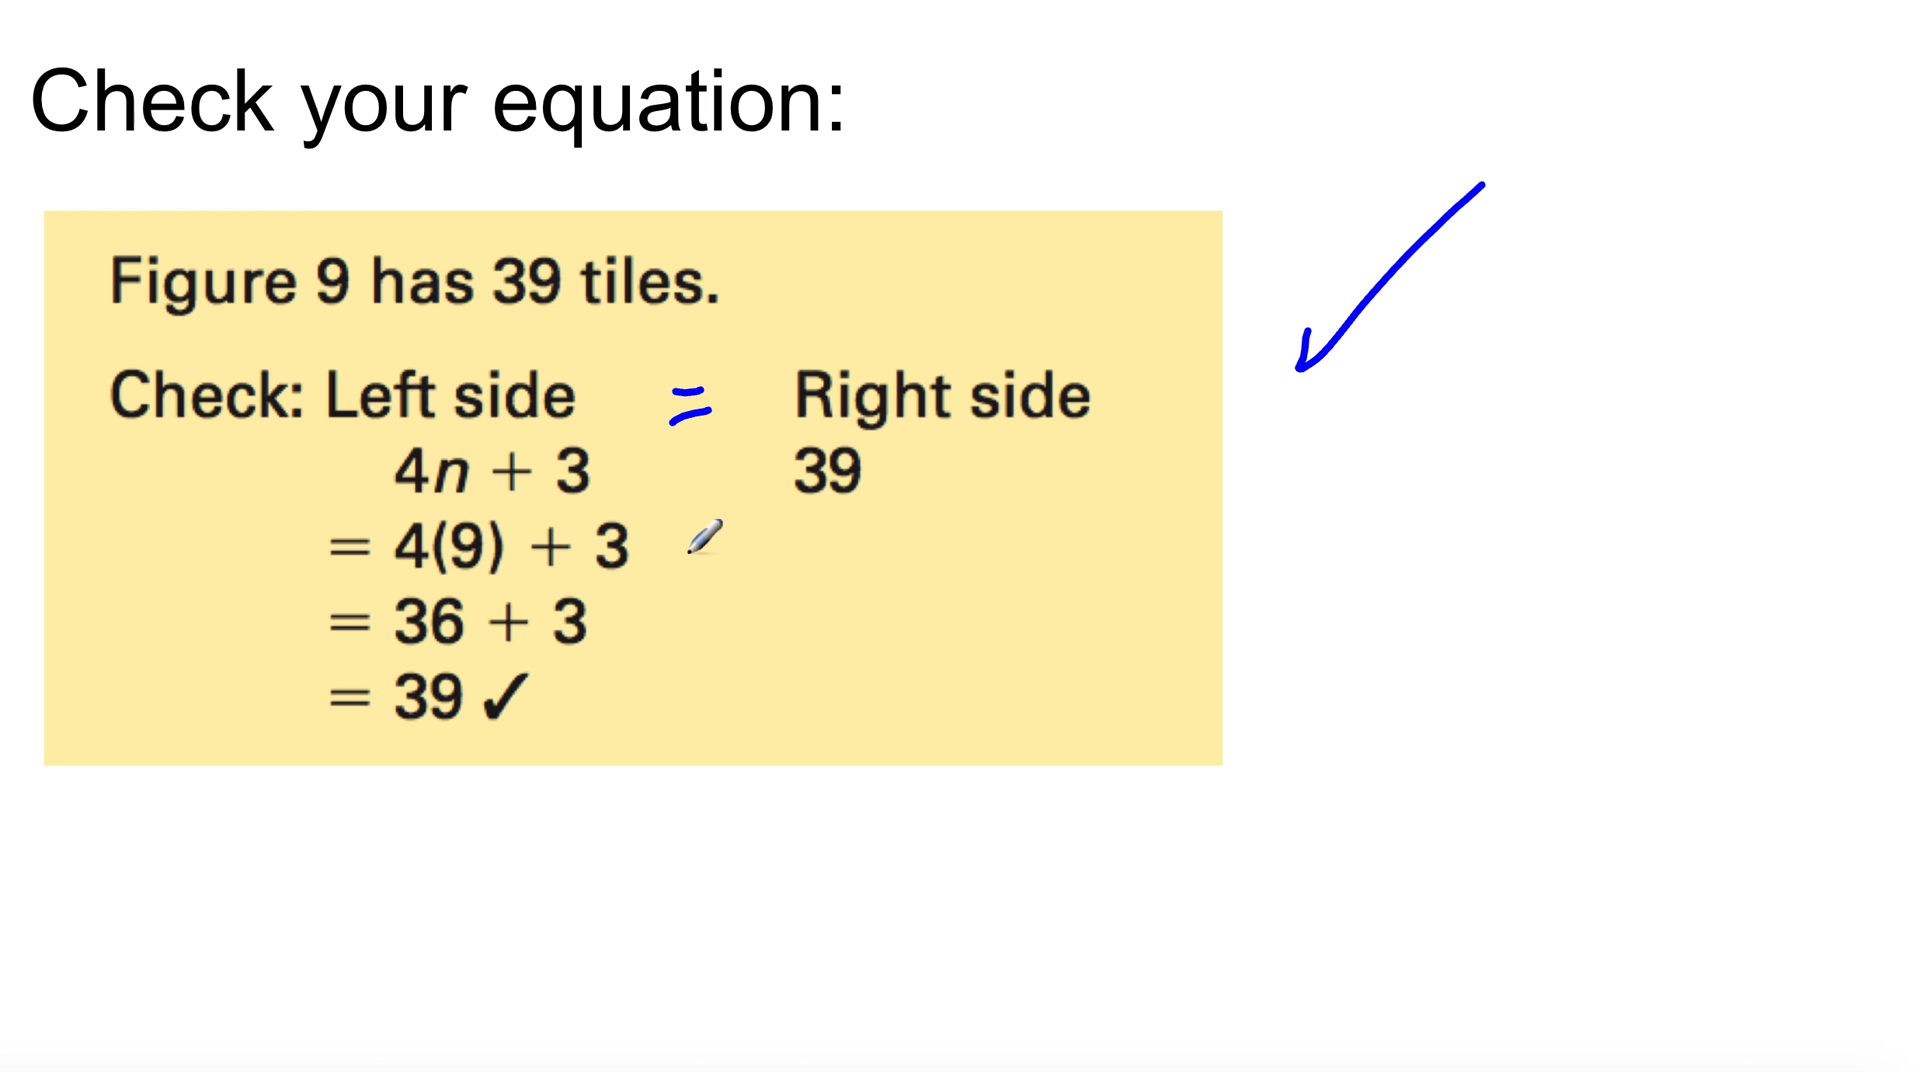 Check your equation:
Figure 9 has 39 tiles.
Check: Left side = Right side
4n + 3 39
= 4(9) + 3
= 36 + 3
= 39 ✓